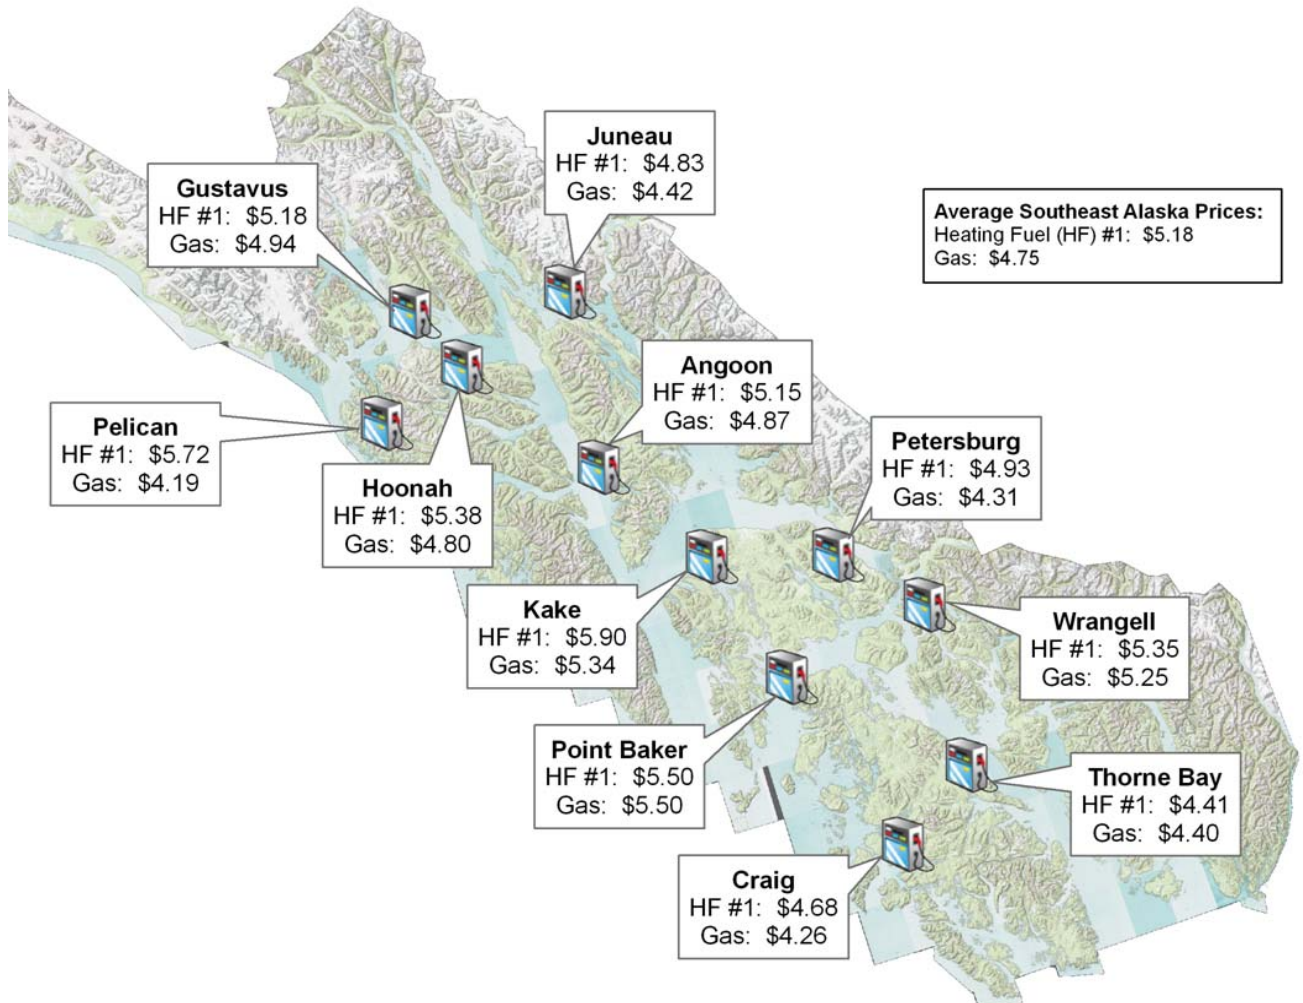 Juneau
HF #1: $4.83
Gas: $4.42
Gustavus
HF #1: $5.18
Gas: $4.94
Average Southeast Alaska Prices:
Heating Fuel (HF) #1: $5.18
Gas: $4.75
Angoon
HF #1: $5.15
Gas: $4.87
Pelican
HF #1: $5.72
Gas: $4.19
Petersburg
HF #1: $4.93
Gas: $4.31
Hoonah
HF #1: $5.38
Gas: $4.80
Kake
HF #1: $5.90
Gas: $5.34
Wrangell
HF #1: $5.35
Gas: $5.25
Point Baker
HF #1: $5.50
Gas: $5.50
Thorne Bay
HF #1: $4.41
Gas: $4.40
Craig
HF #1: $4.68
Gas: $4.26